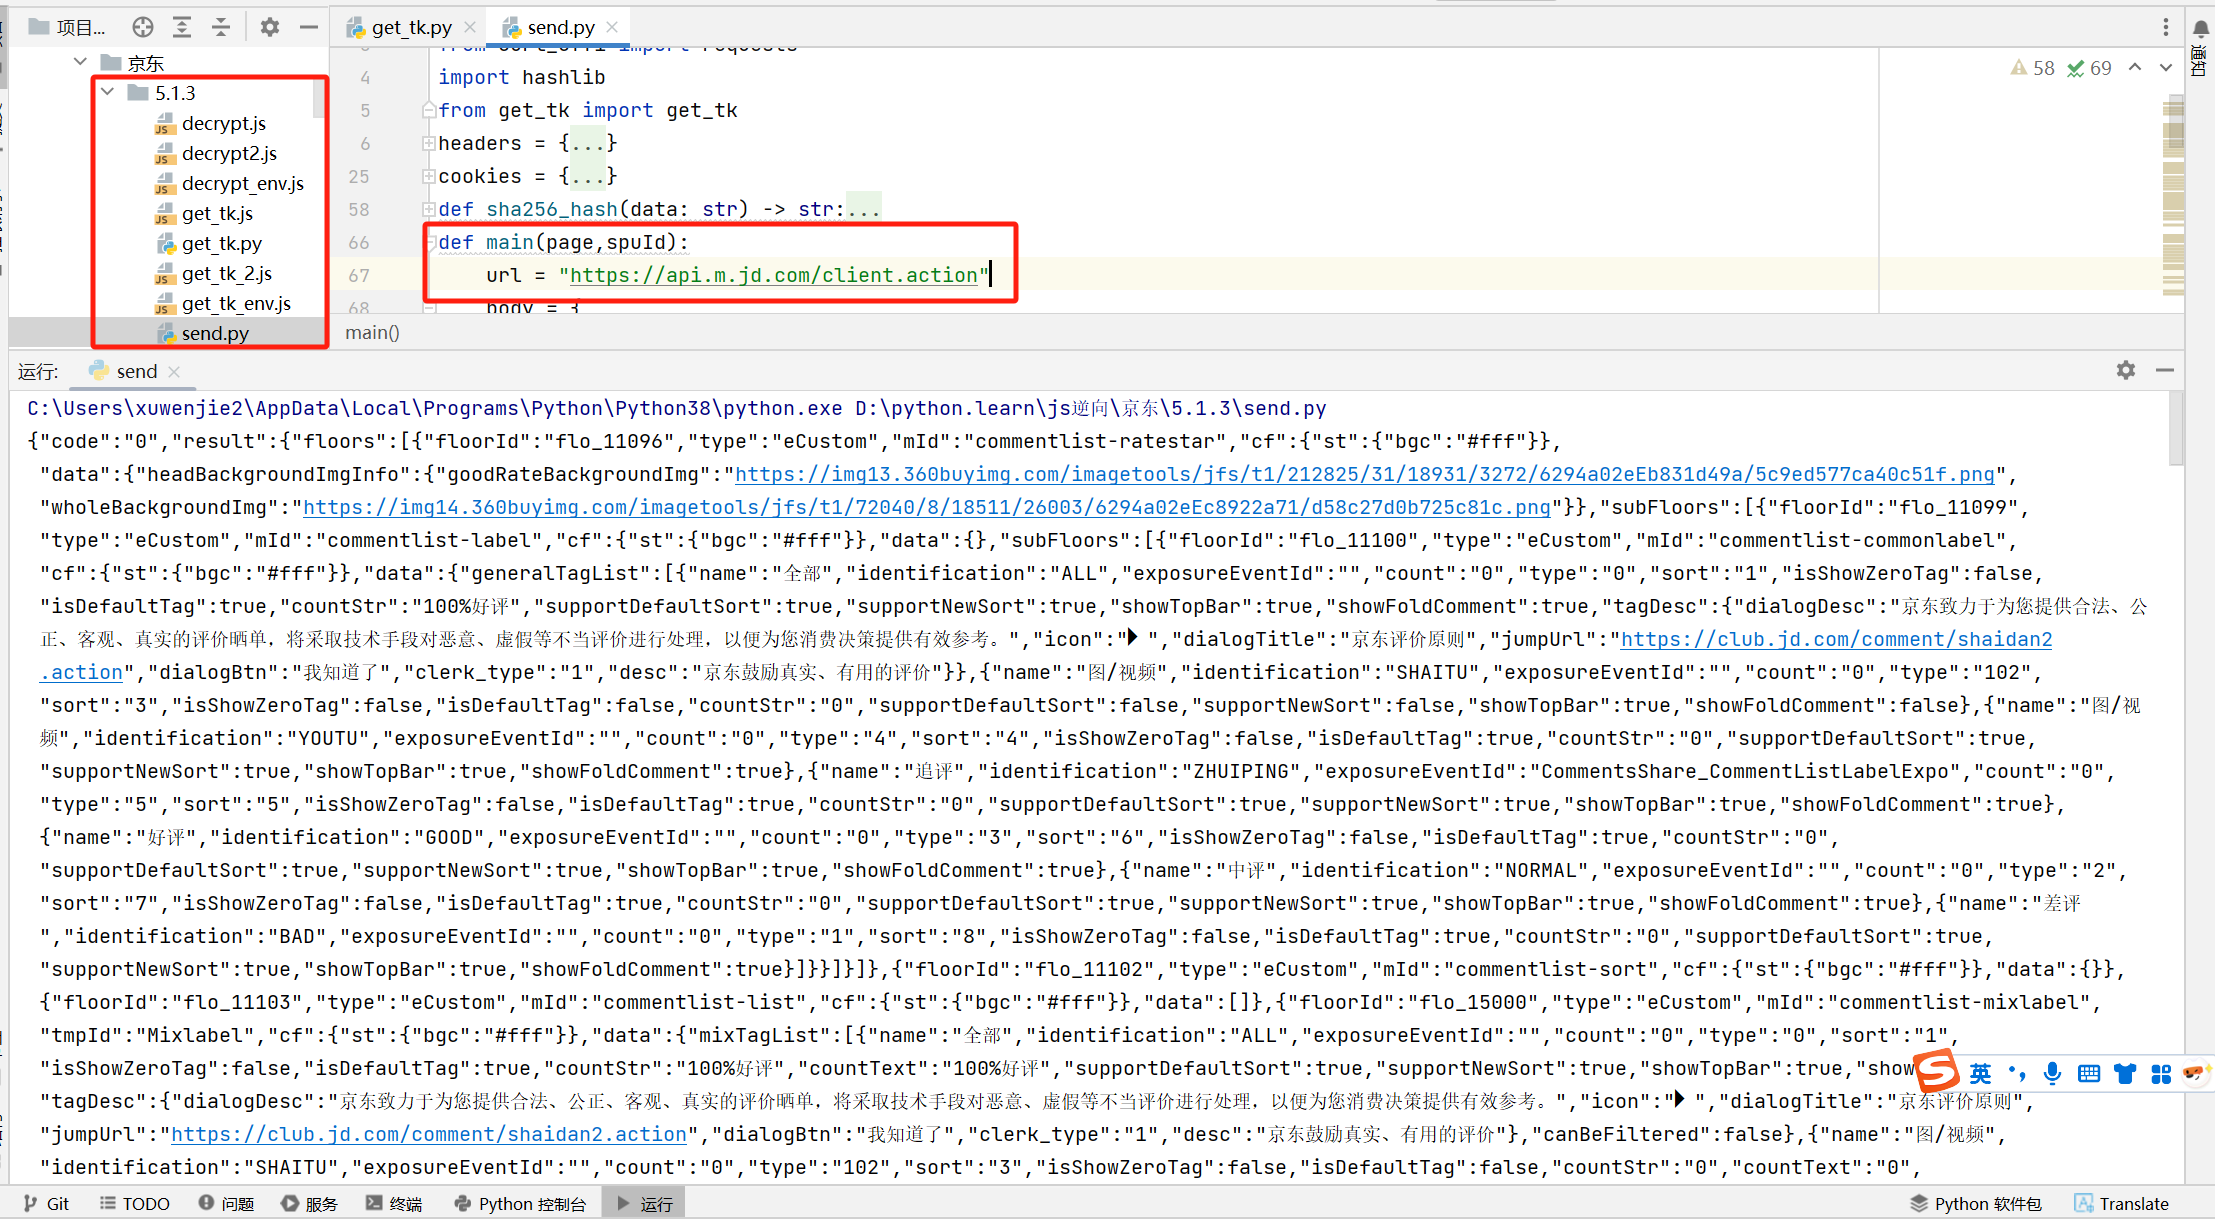 项目...
get_tk.py
send.py
京东
5.1.3
decrypt.js
decrypt2.js
decrypt_env.js
get_tk.js
get_tk.py
get_tk_2.js
get_tk_env.js
send.py
58 69
通知
4 import hashlib
5 from get_tk import get_tk
6 headers = {...}
25 cookies = {...}
58 def sha256_hash(data: str) -> str:...
66 def main(page,spuId):
67 url = "https://api.m.jd.com/client.action"
68 body = {
main()
运行: send
C:\Users\xuwenjie2\AppData\Local\Programs\Python\Python38\python.exe D:\python.learn\js逆向\京东\5.1.3\send.py
{"code":"0","result":{"floors":[{"floorId":"flo_11096","type":"eCustom","mId":"commentlist-ratestar","cf":{"st":{"bgc":"#fff"}},
"data":{"headBackgroundImgInfo":{"goodRateBackgroundImg":"https://img13.360buyimg.com/imagetools/jfs/t1/212825/31/18931/3272/6294a02eEb831d49a/5c9ed577ca40c51f.png",
"wholeBackgroundImg":"https://img14.360buyimg.com/imagetools/jfs/t1/72040/8/18511/26003/6294a02eEc8922a71/d58c27d0b725c81c.png"}},"subFloors":[{"floorId":"flo_11099",
"type":"eCustom","mId":"commentlist-label","cf":{"st":{"bgc":"#fff"}},"data":{},"subFloors":[{"floorId":"flo_11100","type":"eCustom","mId":"commentlist-commonlabel",
"cf":{"st":{"bgc":"#fff"}},"data":{"generalTagList":[{"name":"全部","identification":"ALL","exposureEventId":"","count":"0","type":"0","sort":"1","isShowZeroTag":false,
"isDefaultTag":true,"countStr":"100%好评","supportDefaultSort":true,"supportNewSort":true,"showTopBar":true,"showFoldComment":true,"tagDesc":{"dialogDesc":"京东致力于为您提供合法、公
正、客观、真实的评价晒单，将采取技术手段对恶意、虚假等不当评价进行处理，以便为您消费决策提供有效参考。","icon":" ","dialogTitle":"京东评价原则","jumpUrl":"https://club.jd.com/comment/shaidan2
.action","dialogBtn":"我知道了","clerk_type":"1","desc":"京东鼓励真实、有用的评价"}},{"name":"图/视频","identification":"SHAITU","exposureEventId":"","count":"0","type":"102",
"sort":"3","isShowZeroTag":false,"isDefaultTag":false,"countStr":"0","supportDefaultSort":false,"supportNewSort":false,"showTopBar":true,"showFoldComment":false},{"name":"图/视
频","identification":"YOUTU","exposureEventId":"","count":"0","type":"4","sort":"4","isShowZeroTag":false,"isDefaultTag":true,"countStr":"0","supportDefaultSort":true,
"supportNewSort":true,"showTopBar":true,"showFoldComment":true},{"name":"追评","identification":"ZHUIPING","exposureEventId":"CommentsShare_CommentListLabelExpo","count":"0",
"type":"5","sort":"5","isShowZeroTag":false,"isDefaultTag":true,"countStr":"0","supportDefaultSort":true,"supportNewSort":true,"showTopBar":true,"showFoldComment":true},
{"name":"好评","identification":"GOOD","exposureEventId":"","count":"0","type":"3","sort":"6","isShowZeroTag":false,"isDefaultTag":true,"countStr":"0",
"supportDefaultSort":true,"supportNewSort":true,"showTopBar":true,"showFoldComment":true},{"name":"中评","identification":"NORMAL","exposureEventId":"","count":"0","type":"2",
"sort":"7","isShowZeroTag":false,"isDefaultTag":true,"countStr":"0","supportDefaultSort":true,"supportNewSort":true,"showTopBar":true,"showFoldComment":true},{"name":"差评
","identification":"BAD","exposureEventId":"","count":"0","type":"1","sort":"8","isShowZeroTag":false,"isDefaultTag":true,"countStr":"0","supportDefaultSort":true,
"supportNewSort":true,"showTopBar":true,"showFoldComment":true}]}}]}]},{"floorId":"flo_11102","type":"eCustom","mId":"commentlist-sort","cf":{"st":{"bgc":"#fff"}},"data":{}},
{"floorId":"flo_11103","type":"eCustom","mId":"commentlist-list","cf":{"st":{"bgc":"#fff"}},"data":[]},{"floorId":"flo_15000","type":"eCustom","mId":"commentlist-mixlabel",
"tmpId":"Mixlabel","cf":{"st":{"bgc":"#fff"}},"data":{"mixTagList":[{"name":"全部","identification":"ALL","exposureEventId":"","count":"0","type":"0","sort":"1",
"isShowZeroTag":false,"isDefaultTag":true,"countStr":"100%好评","countText":"100%好评","supportDefaultSort":true,"supportNewSort":true,"showTopBar":true,"show
英
"tagDesc":{"dialogDesc":"京东致力于为您提供合法、公正、客观、真实的评价晒单，将采取技术手段对恶意、虚假等不当评价进行处理，以便为您消费决策提供有效参考。","icon":" ","dialogTitle":"京东评价原则",
"jumpUrl":"https://club.jd.com/comment/shaidan2.action","dialogBtn":"我知道了","clerk_type":"1","desc":"京东鼓励真实、有用的评价"},"canBeFiltered":false},{"name":"图/视频",
"identification":"SHAITU","exposureEventId":"","count":"0","type":"102","sort":"3","isShowZeroTag":false,"isDefaultTag":false,"countStr":"0","countText":"0",
Git TODO 问题 服务 终端 Python 控制台 运行 Python 软件包 Translate